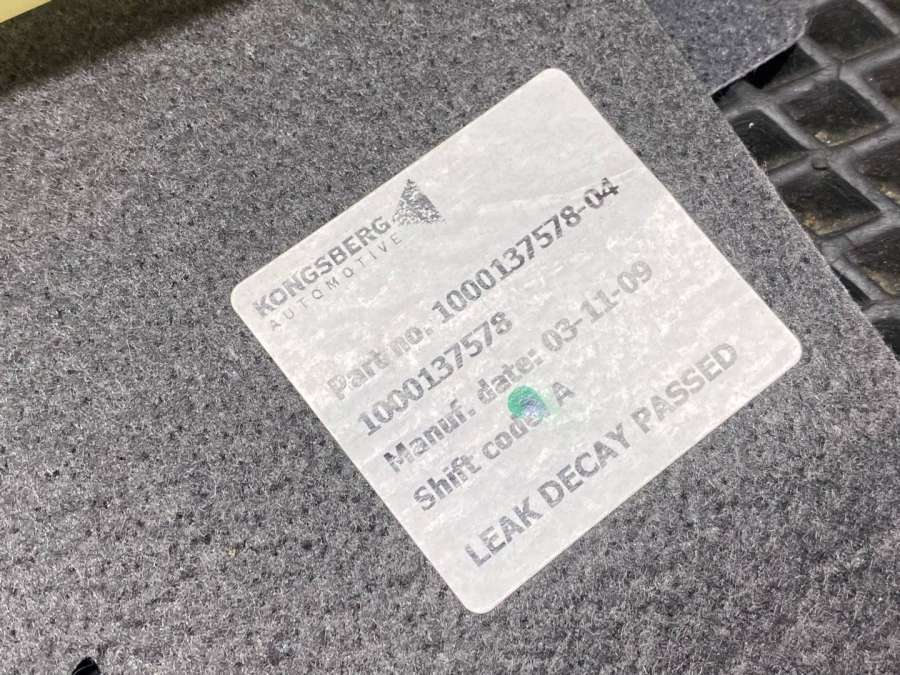 KONGSBERG
AUTOMOTIVE
Part no. 1000137578-04
1000137578
Manuf. date: 03-11-09
Shift code: A
LEAK DECAY PASSED